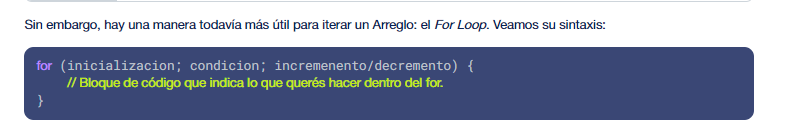 Sin embargo, hay una manera todavía más útil para iterar un Arreglo: el For Loop. Veamos su sintaxis:
for (inicializacion; condicion; incremenento/decremento) {
// Bloque de código que indica lo que querés hacer dentro del for.
}